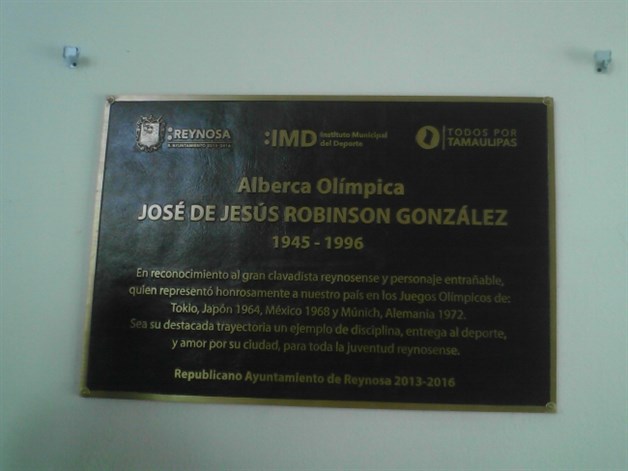 :REYNOSA
R. AYUNTAMIENTO 2013-2016
:IMD Instituto Municipal
del Deporte
TODOS POR
TAMAULIPAS
Alberca Olímpica
JOSÉ DE JESÚS ROBINSON GONZÁLEZ
1945 - 1996
En reconocimiento al gran clavadista reynosense y personaje entrañable,
quien representó honrosamente a nuestro país en los Juegos Olímpicos de:
Tokio, Japón 1964, México 1968 y Múnich, Alemania 1972.
Sea su destacada trayectoria un ejemplo de disciplina, entrega al deporte,
y amor por su ciudad, para toda la juventud reynosense.
Republicano Ayuntamiento de Reynosa 2013-2016